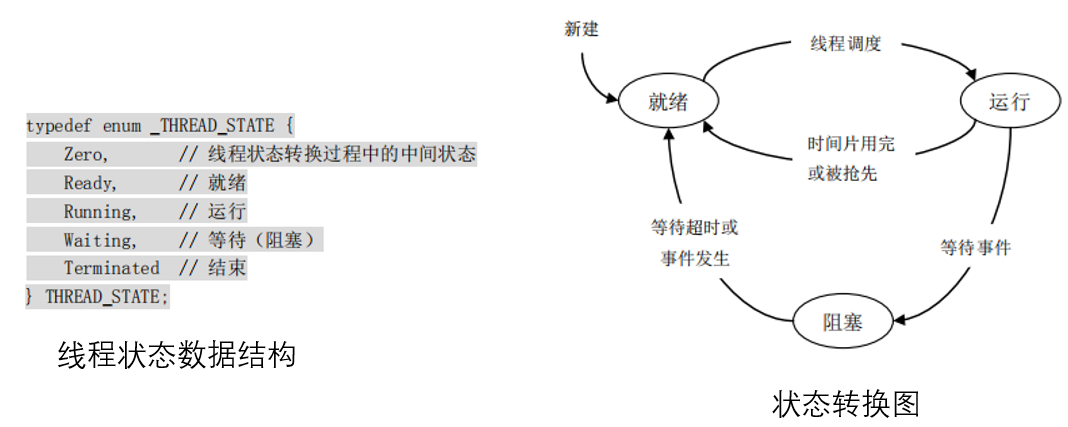 typedef enum _THREAD_STATE {
Zero, // 线程状态转换过程中的中间状态
Ready, // 就绪
Running, // 运行
Waiting, // 等待（阻塞）
Terminated // 结束
} THREAD_STATE;
线程状态数据结构
新建
线程调度
就绪
运行
时间片用完
或被抢先
等待超时或
事件发生
等待事件
阻塞
状态转换图